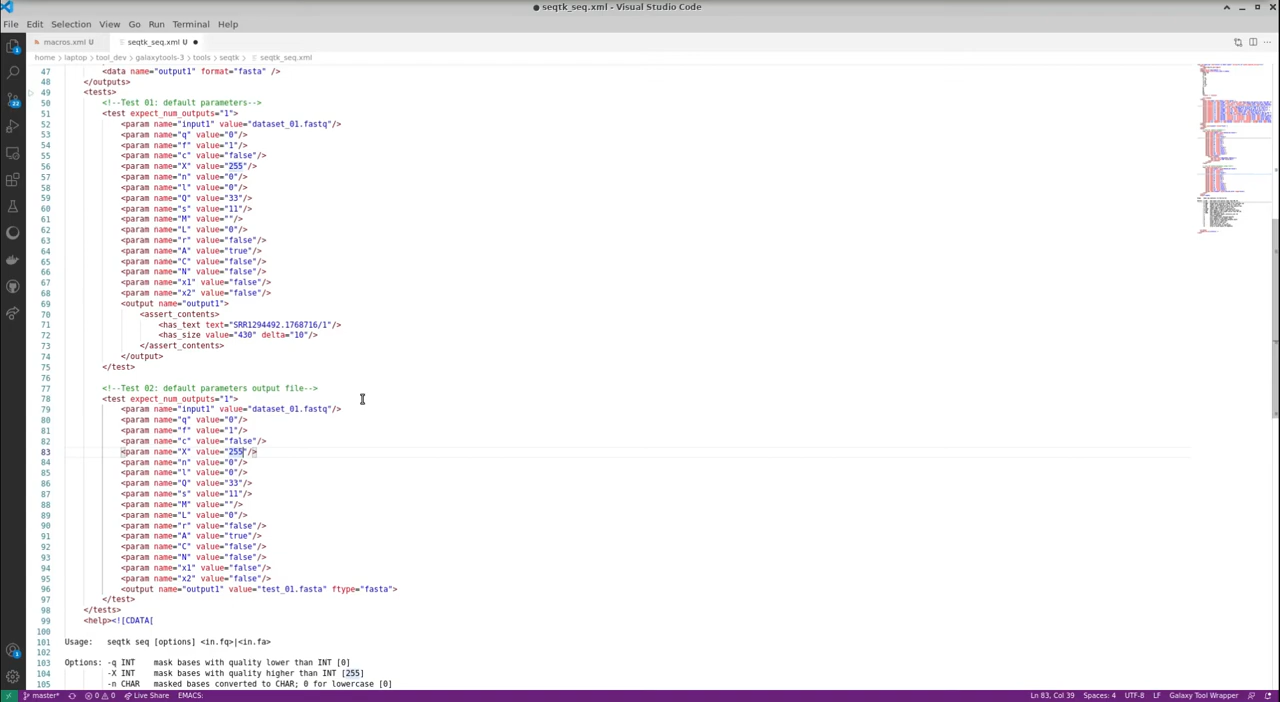 ● seqtk_seq.xml - Visual Studio Code
File Edit Selection View Go Run Terminal Help
macros.xml U seqtk_seq.xml U ●
home › laptop › tool_dev › galaxytools-3 › tools › seqtk › seqtk_seq.xml
47 <data name="output1" format="fasta" />
48 </outputs>
49 <tests>
50 <!--Test 01: default parameters-->
51 <test expect_num_outputs="1">
52 <param name="input1" value="dataset_01.fastq"/>
53 <param name="q" value="0"/>
54 <param name="f" value="1"/>
55 <param name="c" value="false"/>
56 <param name="X" value="255"/>
57 <param name="n" value="0"/>
58 <param name="l" value="0"/>
59 <param name="Q" value="33"/>
60 <param name="s" value="11"/>
61 <param name="M" value=""/>
62 <param name="L" value="0"/>
63 <param name="r" value="false"/>
64 <param name="A" value="true"/>
65 <param name="C" value="false"/>
66 <param name="N" value="false"/>
67 <param name="x1" value="false"/>
68 <param name="x2" value="false"/>
69 <output name="output1">
70 <assert_contents>
71 <has_text text="SRR1294492.1768716/1"/>
72 <has_size value="430" delta="10"/>
73 </assert_contents>
74 </output>
75 </test>
76
77 <!--Test 02: default parameters output file-->
78 <test expect_num_outputs="1">
79 <param name="input1" value="dataset_01.fastq"/>
80 <param name="q" value="0"/>
81 <param name="f" value="1"/>
82 <param name="c" value="false"/>
83 <param name="X" value="255"/>
84 <param name="n" value="0"/>
85 <param name="l" value="0"/>
86 <param name="Q" value="33"/>
87 <param name="s" value="11"/>
88 <param name="M" value=""/>
89 <param name="L" value="0"/>
90 <param name="r" value="false"/>
91 <param name="A" value="true"/>
92 <param name="C" value="false"/>
93 <param name="N" value="false"/>
94 <param name="x1" value="false"/>
95 <param name="x2" value="false"/>
96 <output name="output1" value="test_01.fasta" ftype="fasta">
97 </test>
98 </tests>
99 <help><![CDATA[
100
101 Usage: seqtk seq [options] <in.fq>|<in.fa>
102
103 Options: -q INT mask bases with quality lower than INT [0]
104 -X INT mask bases with quality higher than INT [255]
105 -n CHAR masked bases converted to CHAR; 0 for lowercase [0]
master* 0 0 Live Share EMACS: Ln 83, Col 39 Spaces: 4 UTF-8 LF Galaxy Tool Wrapper